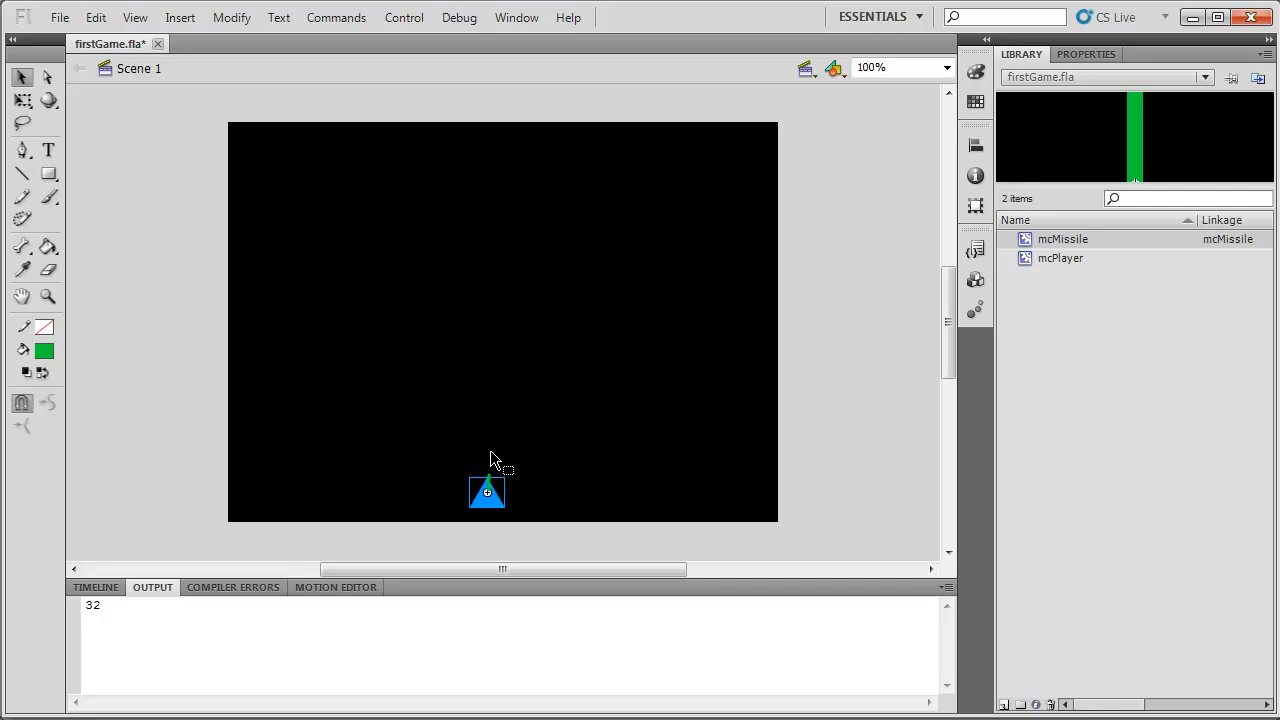 Fl File Edit View Insert Modify Text Commands Control Debug Window Help ESSENTIALS CS Live
firstGame.fla*
Scene 1 100%
LIBRARY PROPERTIES
firstGame.fla
2 items
Name Linkage
mcMissile mcMissile
mcPlayer
TIMELINE OUTPUT COMPILER ERRORS MOTION EDITOR
32